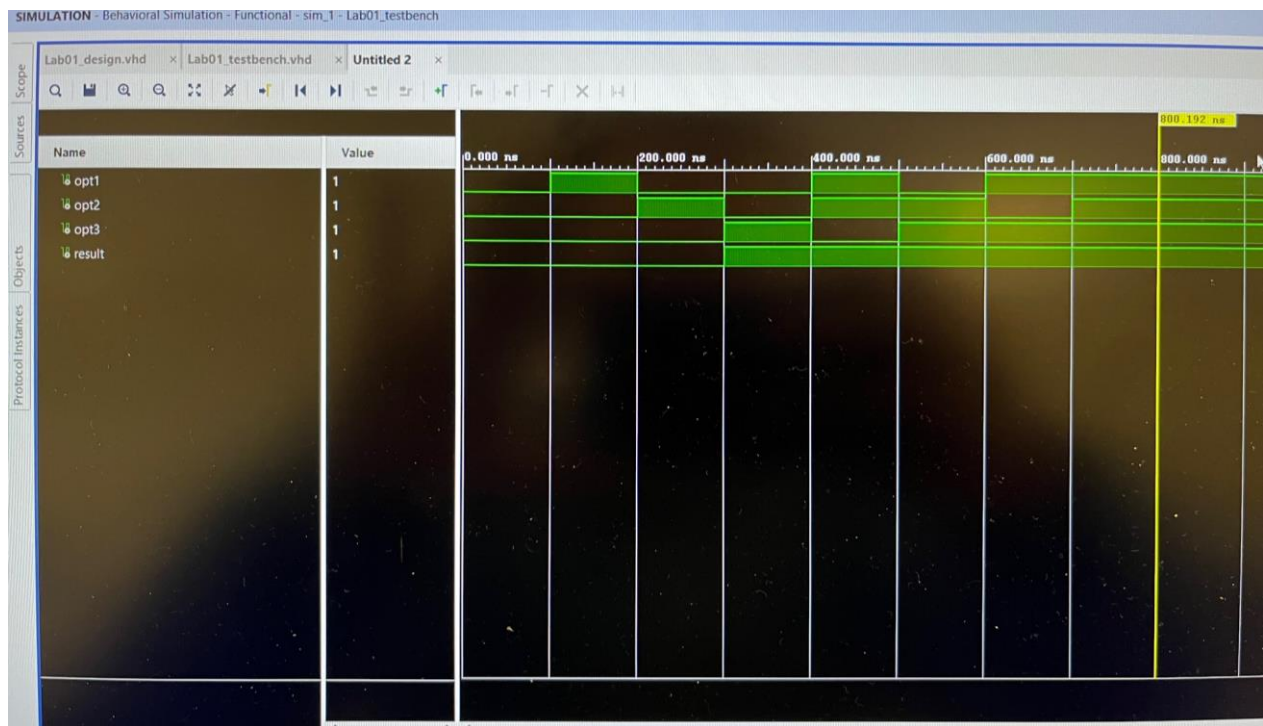 SIMULATION - Behavioral Simulation - Functional - sim_1 - Lab01_testbench
Lab01_design.vhd × Lab01_testbench.vhd × Untitled 2 ×
Scope
Sources
Objects
Protocol Instances
800.192 ns
Name Value
0.000 ns 200.000 ns 400.000 ns 600.000 ns 800.000 ns
opt1 1
opt2 1
opt3 1
result 1